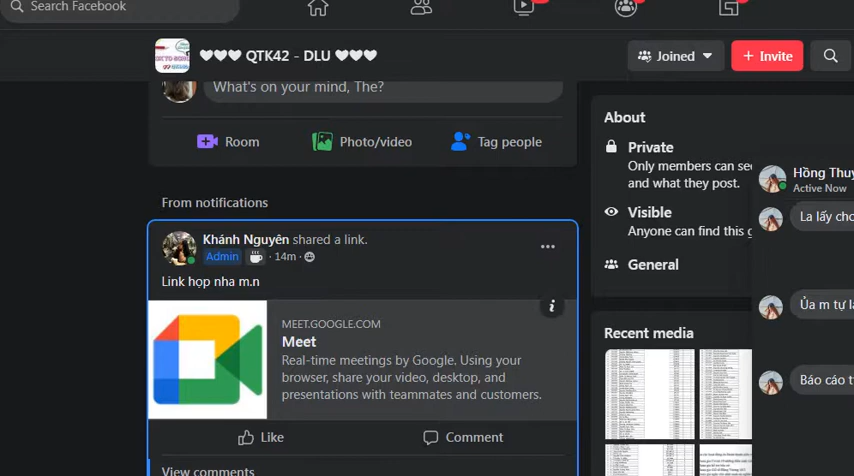 Search Facebook
QTK42 - DLU
Joined
+ Invite
What's on your mind, The?
Room
Photo/video
Tag people
About
Private
Only members can see
and what they post.
Visible
Anyone can find this g
General
Hồng Thuy
Active Now
La lấy cho
Ủa m tự là
Báo cáo t
From notifications
Khánh Nguyên shared a link.
Admin · 14m ·
Link họp nha m.n
MEET.GOOGLE.COM
Meet
Real-time meetings by Google. Using your
browser, share your video, desktop, and
presentations with teammates and customers.
Like
Comment
View comments
Recent media